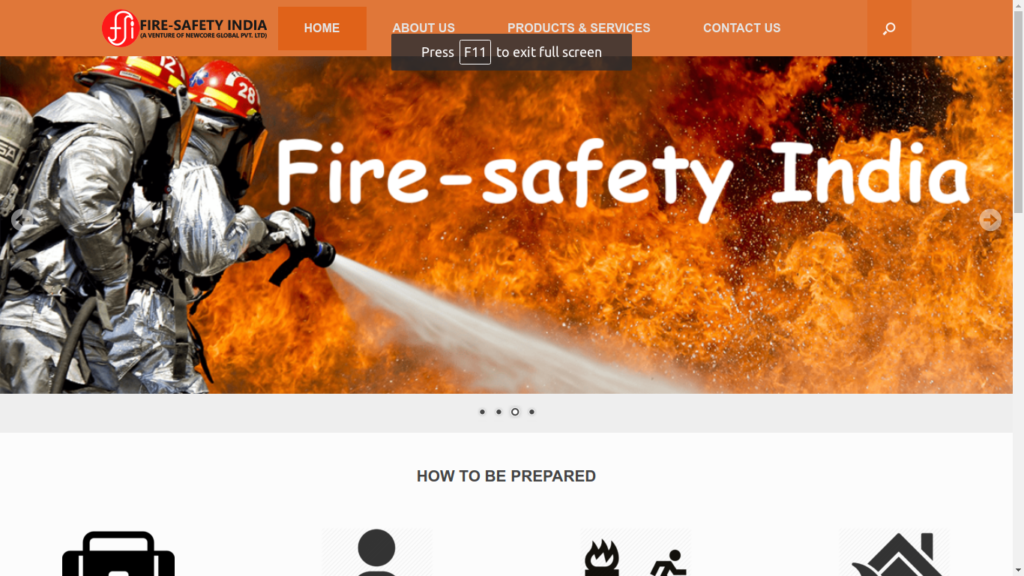 fsi FIRE-SAFETY INDIA
(A VENTURE OF NEWCORE GLOBAL PVT. LTD)
HOME ABOUT US PRODUCTS & SERVICES CONTACT US
Press F11 to exit full screen
12
28
SA
Fire-safety India
HOW TO BE PREPARED